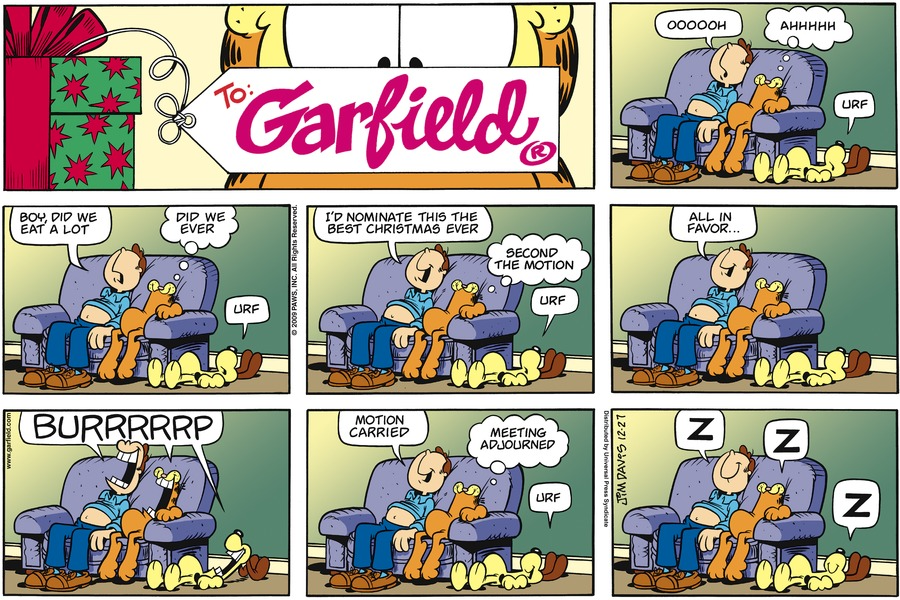 TO:
Garfield
®
OOOOOH
AHHHHH
URF
BOY, DID WE
EAT A LOT
DID WE
EVER
URF
© 2009 PAWS, INC. All Rights Reserved.
I'D NOMINATE THIS THE
BEST CHRISTMAS EVER
SECOND
THE MOTION
URF
ALL IN
FAVOR...
www.garfield.com
BURRRRRP
MOTION
CARRIED
MEETING
ADJOURNED
URF
Distributed by Universal Press Syndicate
JIM DAVIS 12·27
Z
Z
Z